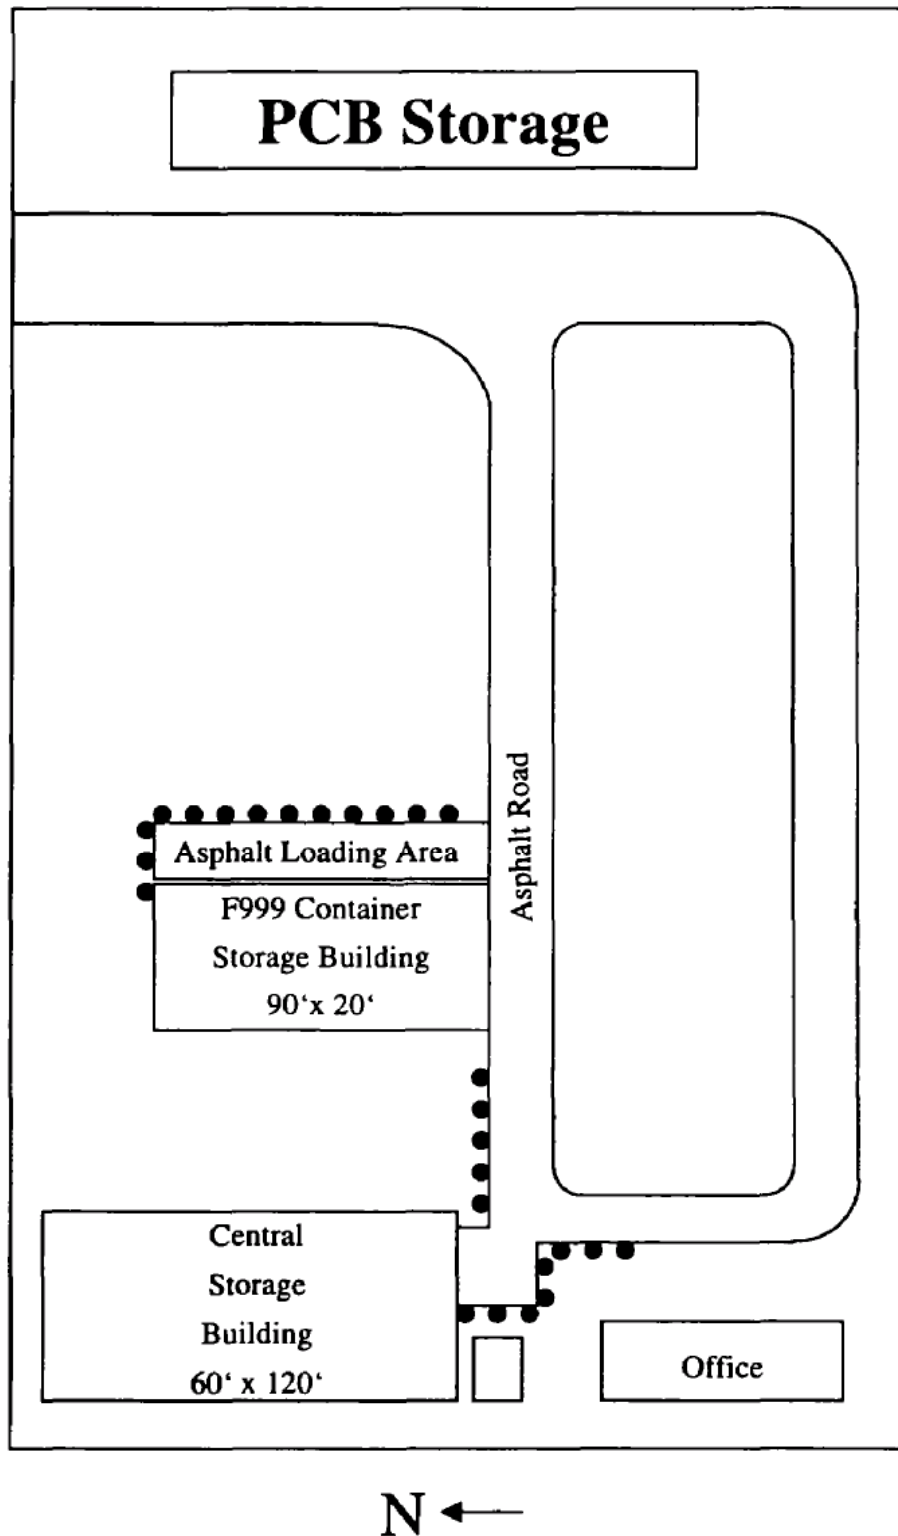 PCB Storage
Asphalt Road
Asphalt Loading Area
F999 Container
Storage Building
90‘x 20‘
Central
Storage
Building
60‘ x 120‘
Office
N